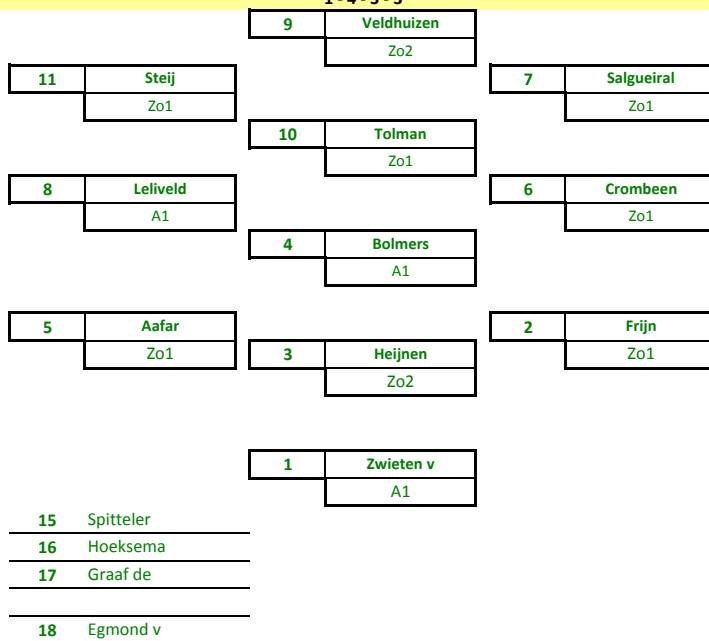 9 Veldhuizen
Zo2
11 Steij 7 Salgueiral
Zo1 Zo1
10 Tolman
Zo1
8 Leliveld 6 Crombeen
A1 Zo1
4 Bolmers
A1
5 Aafar 2 Frijn
Zo1 3 Heijnen Zo1
Zo2
1 Zwieten v
A1
15 Spitteler
16 Hoeksema
17 Graaf de
18 Egmond v